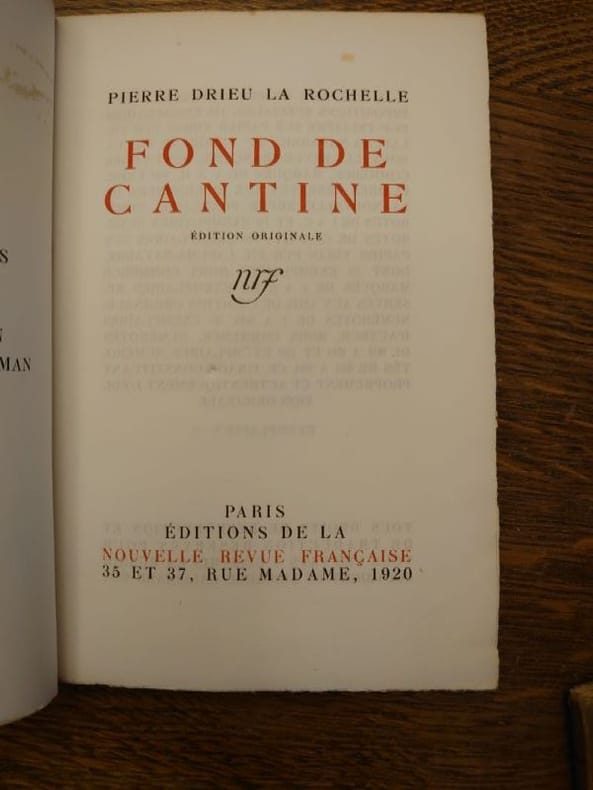 PIERRE DRIEU LA ROCHELLE
FOND DE
CANTINE
ÉDITION ORIGINALE
nrf
PARIS
ÉDITIONS DE LA
NOUVELLE REVUE FRANÇAISE
35 ET 37, RUE MADAME, 1920